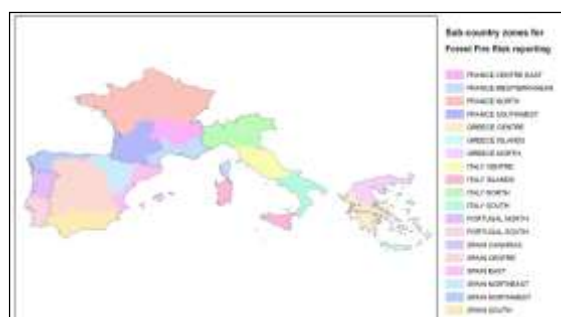 Sub-country zones for
Forest Fire Risk reporting
FRANCE CENTRE EAST
FRANCE MEDITERRANEAN
FRANCE NORTH
FRANCE SOUTHWEST
GREECE CENTRE
GREECE ISLANDS
GREECE NORTH
ITALY CENTRE
ITALY ISLANDS
ITALY NORTH
ITALY SOUTH
PORTUGAL NORTH
PORTUGAL SOUTH
SPAIN CANARIAS
SPAIN CENTRE
SPAIN EAST
SPAIN NORTHEAST
SPAIN NORTHWEST
SPAIN SOUTH